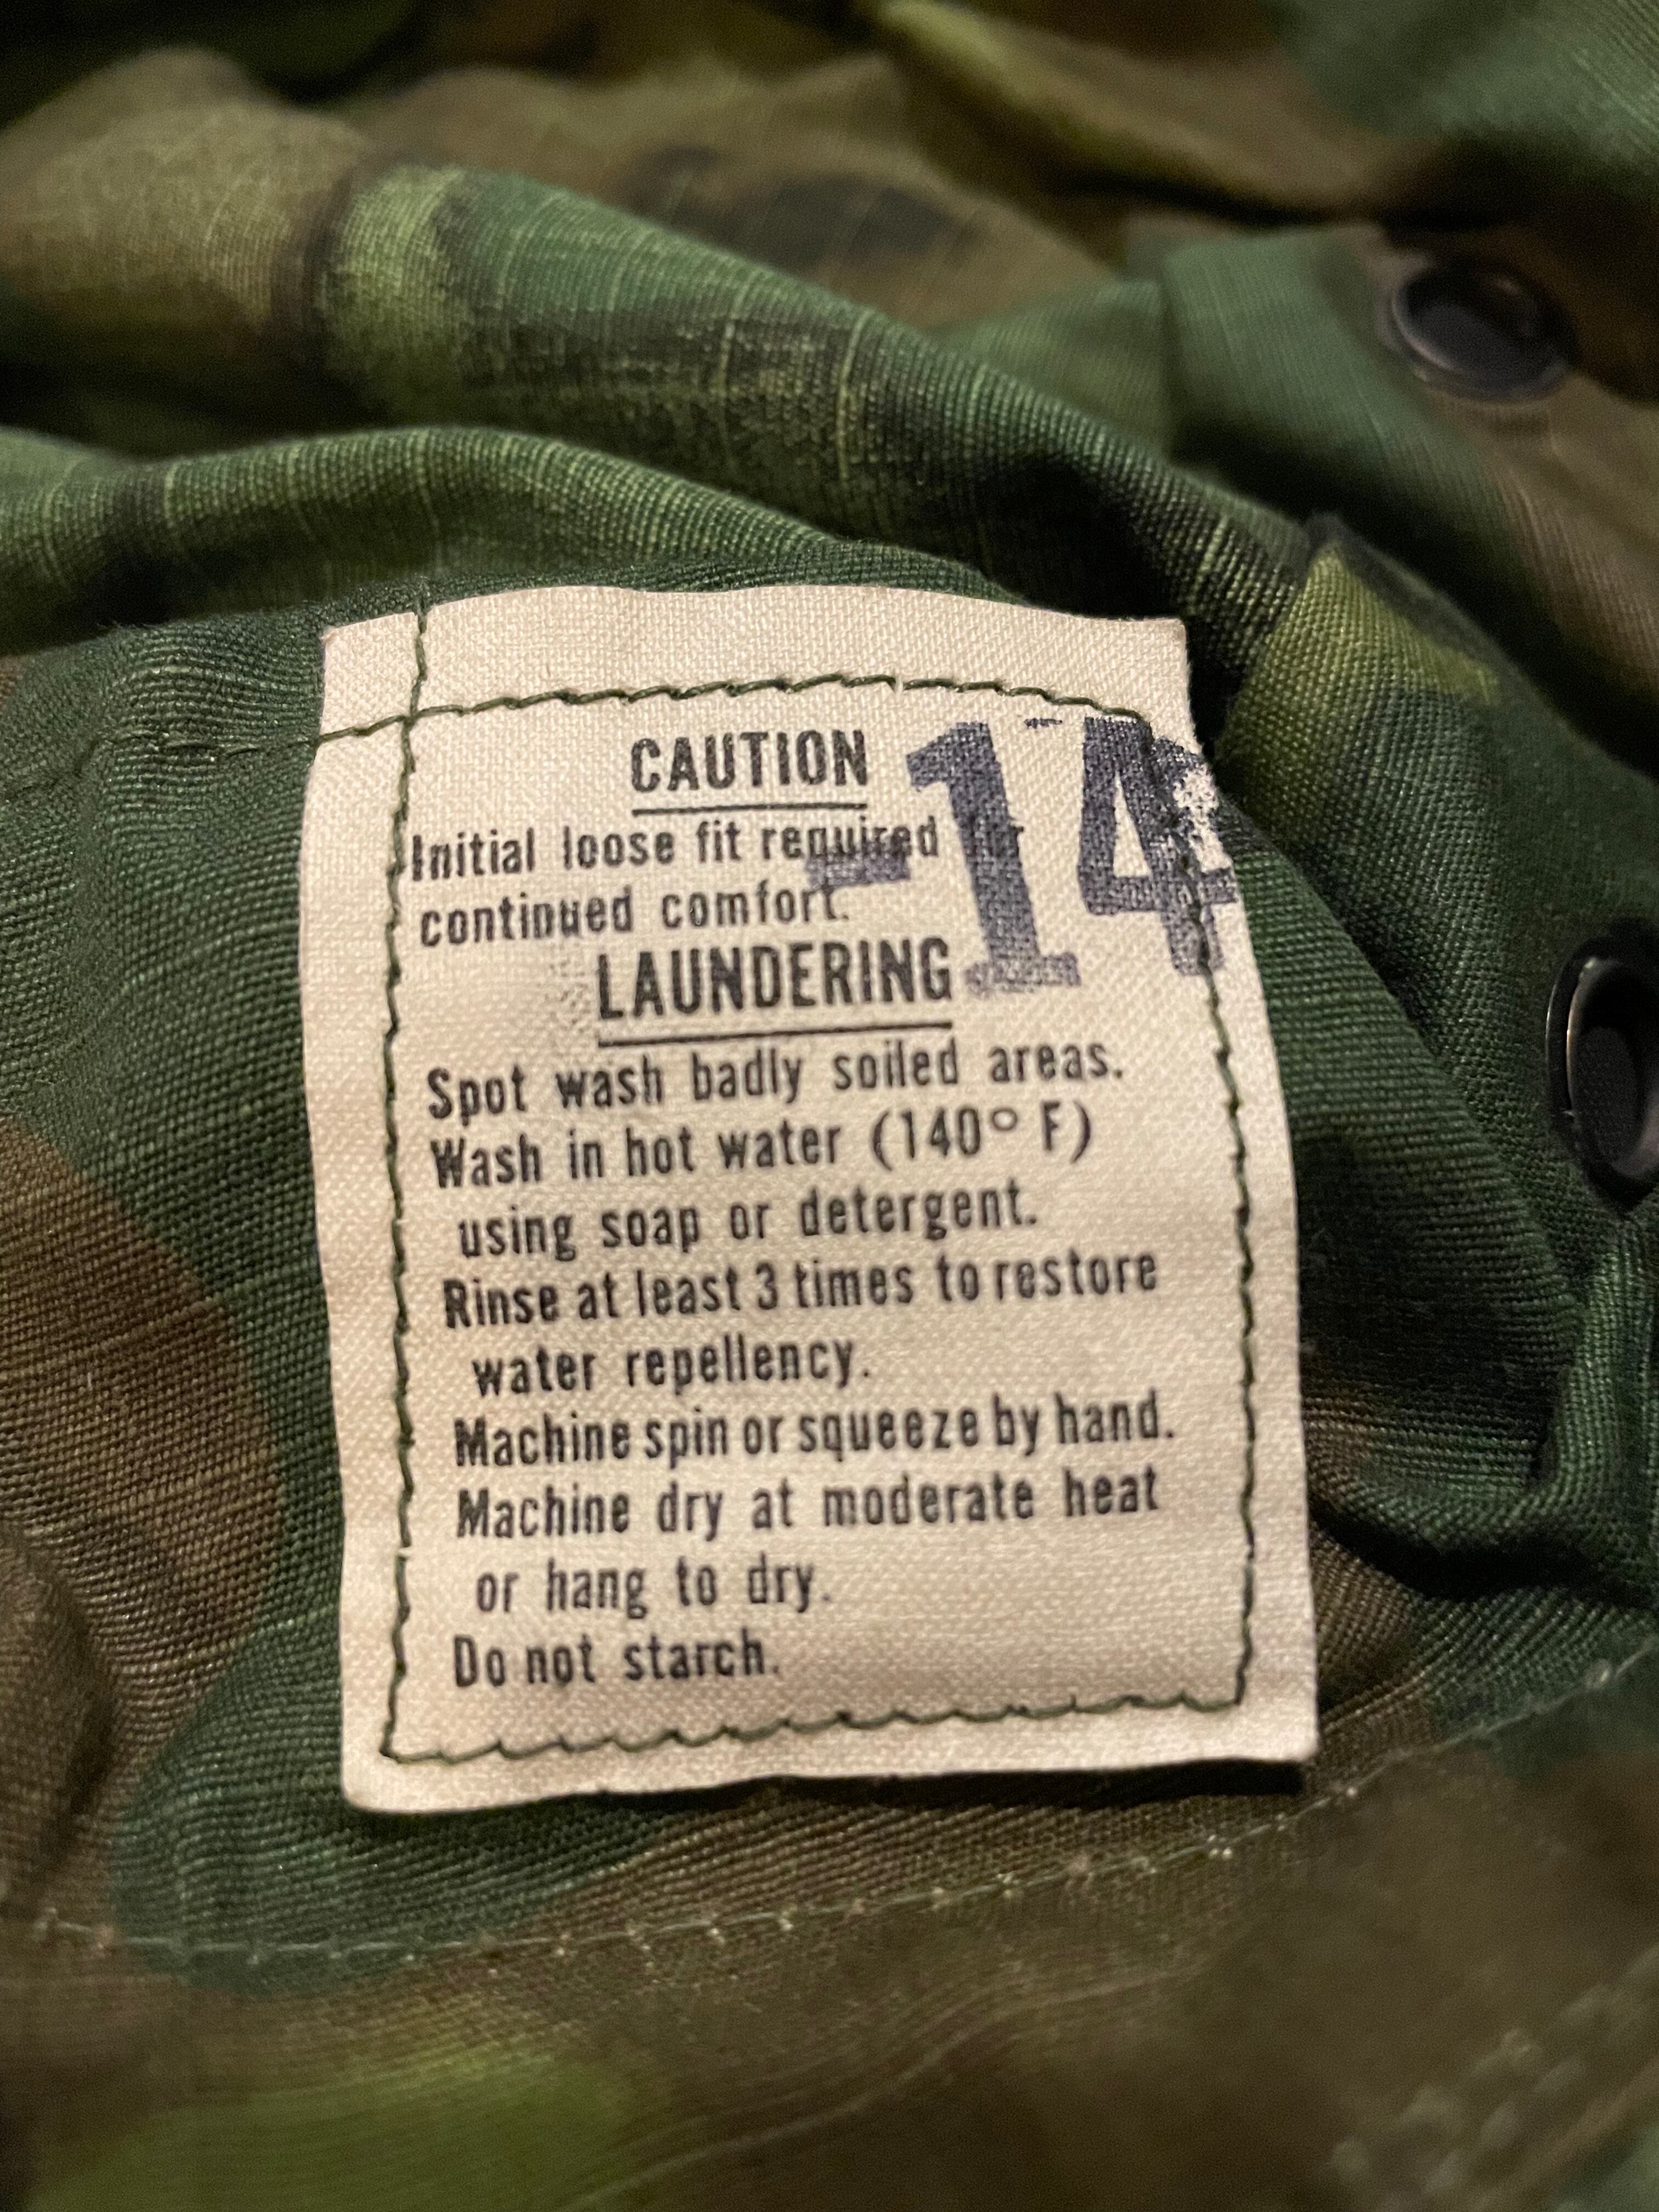 CAUTION
-14
Initial loose fit required for
continued comfort.
LAUNDERING
Spot wash badly soiled areas.
Wash in hot water (140° F)
using soap or detergent.
Rinse at least 3 times to restore
water repellency.
Machine spin or squeeze by hand.
Machine dry at moderate heat
or hang to dry.
Do not starch.